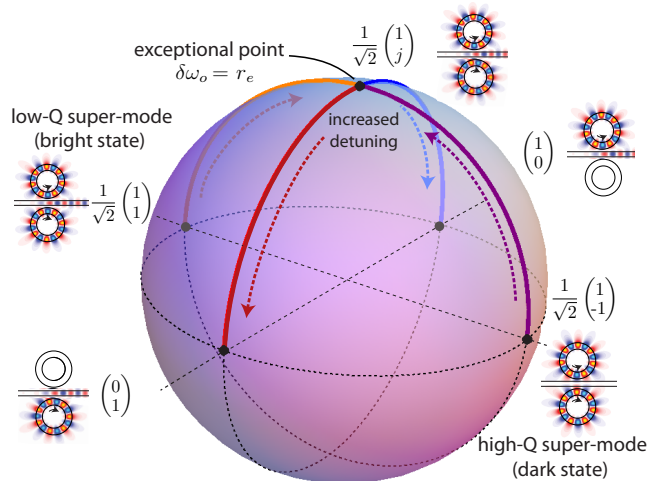 exceptional point
δω_o = r_e
1/√2 (1 j)
low-Q super-mode
(bright state)
increased
detuning
(1 0)
1/√2 (1 1)
1/√2 (1 -1)
(0 1)
high-Q super-mode
(dark state)